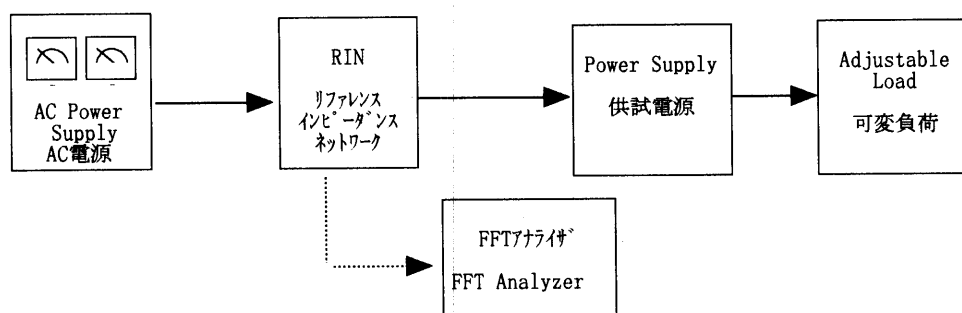 AC Power
Supply
AC電源
RIN
リファレンス
インピーダンス
ネットワーク
Power Supply
供試電源
Adjustable
Load
可変負荷
FFTアナライザ
FFT Analyzer